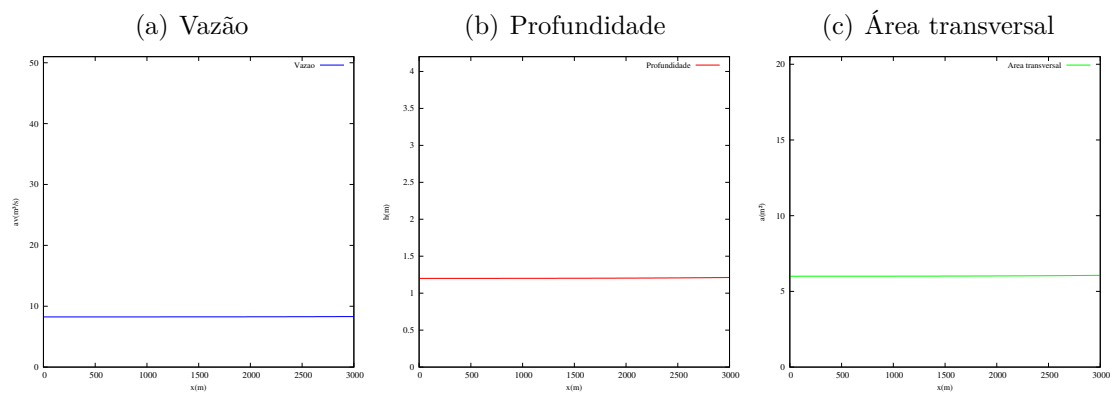 (a) Vazão
(b) Profundidade
(c) Área transversal
50
40
30
20
10
0
av(m³/s)
Vazao
0 500 1000 1500 2000 2500 3000
x(m)
4
3.5
3
2.5
2
1.5
1
0.5
0
h(m)
Profundidade
0 500 1000 1500 2000 2500 3000
x(m)
20
15
10
5
0
a(m²)
Area transversal
0 500 1000 1500 2000 2500 3000
x(m)